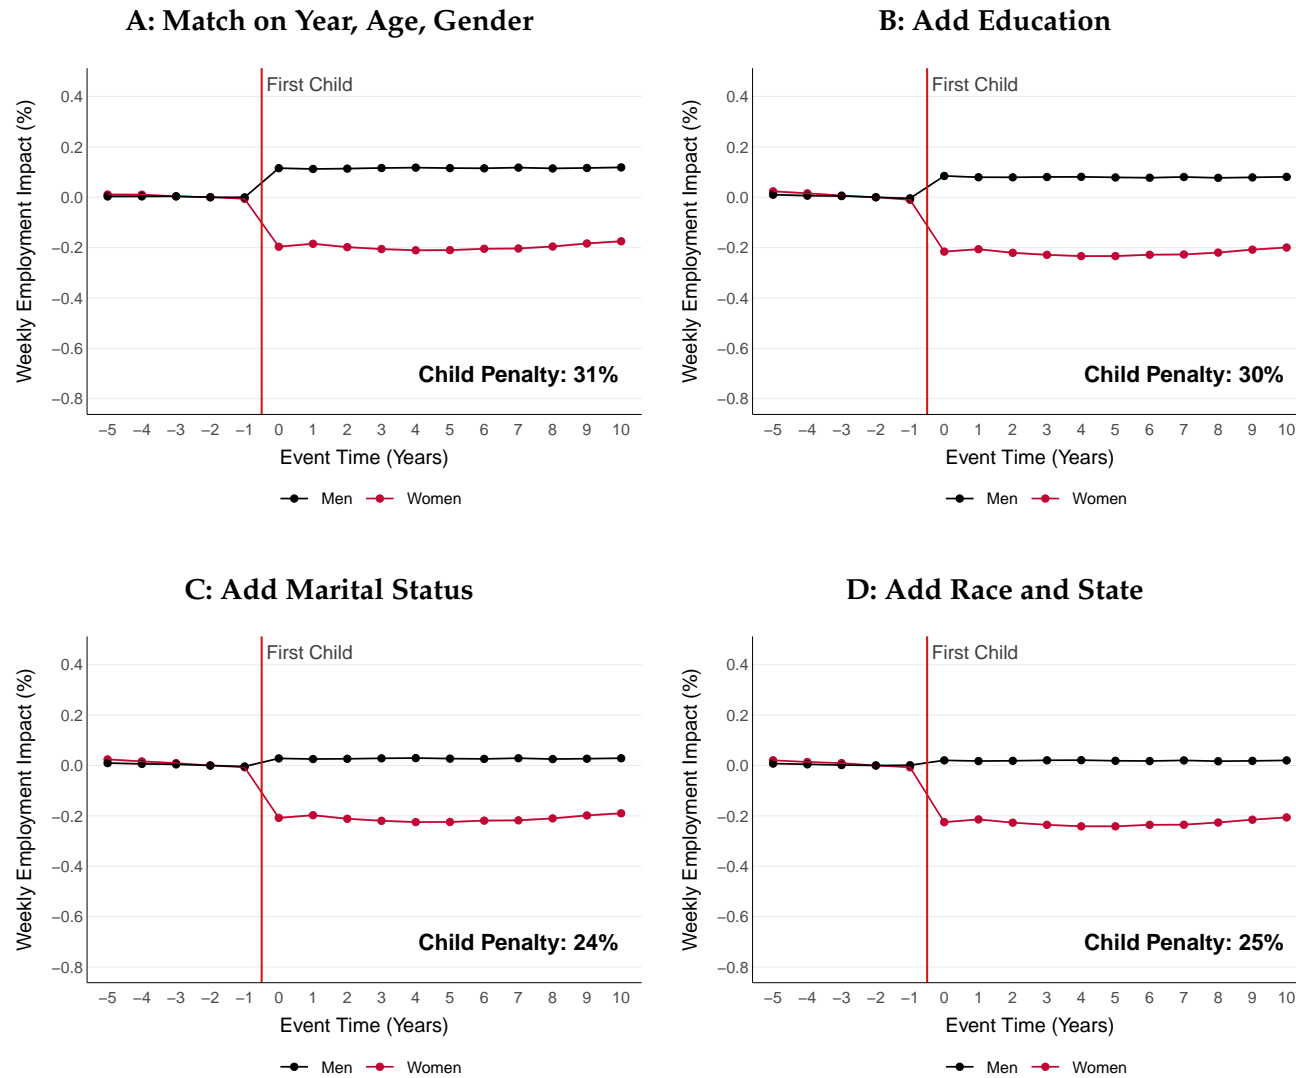 A: Match on Year, Age, Gender
Weekly Employment Impact (%)
0.4
0.2
0.0
−0.2
−0.4
−0.6
−0.8
First Child
Child Penalty: 31%
−5 −4 −3 −2 −1 0 1 2 3 4 5 6 7 8 9 10
Event Time (Years)
Men Women
B: Add Education
Weekly Employment Impact (%)
0.4
0.2
0.0
−0.2
−0.4
−0.6
−0.8
First Child
Child Penalty: 30%
−5 −4 −3 −2 −1 0 1 2 3 4 5 6 7 8 9 10
Event Time (Years)
Men Women
C: Add Marital Status
Weekly Employment Impact (%)
0.4
0.2
0.0
−0.2
−0.4
−0.6
−0.8
First Child
Child Penalty: 24%
−5 −4 −3 −2 −1 0 1 2 3 4 5 6 7 8 9 10
Event Time (Years)
Men Women
D: Add Race and State
Weekly Employment Impact (%)
0.4
0.2
0.0
−0.2
−0.4
−0.6
−0.8
First Child
Child Penalty: 25%
−5 −4 −3 −2 −1 0 1 2 3 4 5 6 7 8 9 10
Event Time (Years)
Men Women